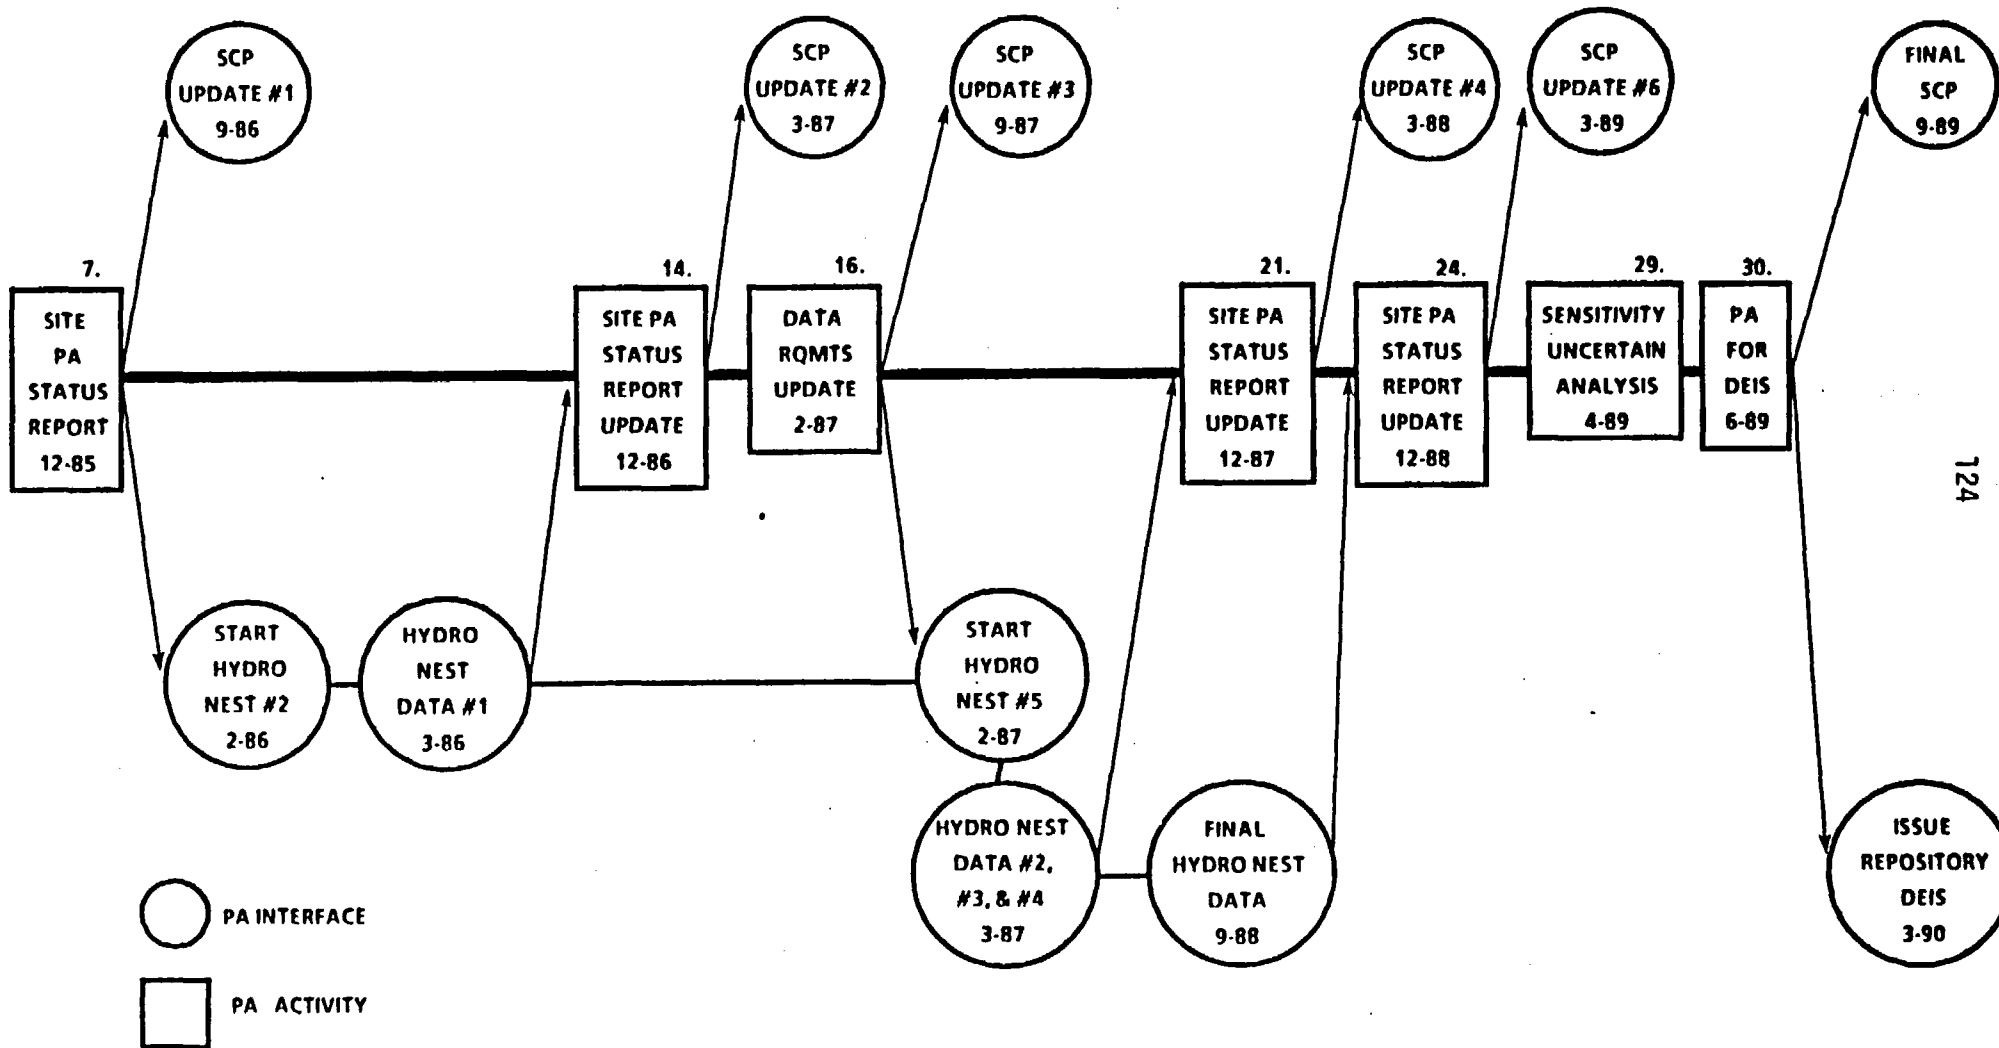 SCP
UPDATE #1
9-86
SCP
UPDATE #2
3-87
SCP
UPDATE #3
9-87
SCP
UPDATE #4
3-88
SCP
UPDATE #6
3-89
FINAL
SCP
9-89
7.
SITE
PA
STATUS
REPORT
12-85
14.
SITE PA
STATUS
REPORT
UPDATE
12-86
16.
DATA
RQMTS
UPDATE
2-87
21.
SITE PA
STATUS
REPORT
UPDATE
12-87
24.
SITE PA
STATUS
REPORT
UPDATE
12-88
29.
SENSITIVITY
UNCERTAIN
ANALYSIS
4-89
30.
PA
FOR
DEIS
6-89
124
START
HYDRO
NEST #2
2-86
HYDRO
NEST
DATA #1
3-86
START
HYDRO
NEST #5
2-87
HYDRO NEST
DATA #2,
#3, & #4
3-87
FINAL
HYDRO NEST
DATA
9-88
ISSUE
REPOSITORY
DEIS
3-90
PA INTERFACE
PA ACTIVITY